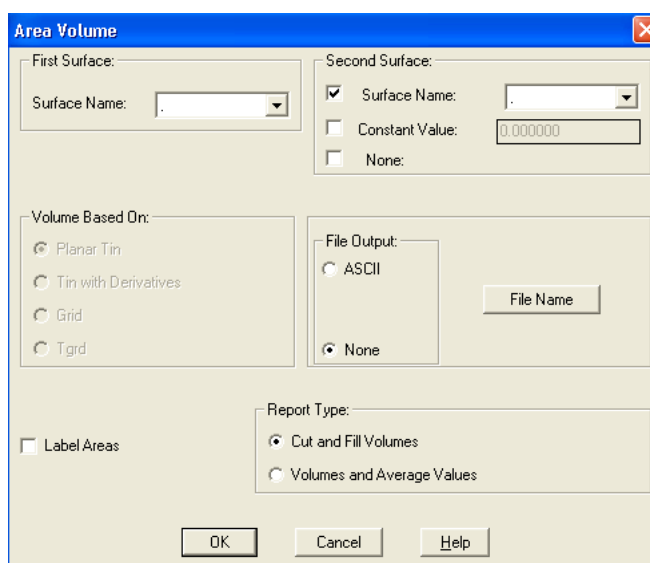 Area Volume
First Surface:
Surface Name:
.
Second Surface:
Surface Name:
.
Constant Value:
0.000000
None:
Volume Based On:
Planar Tin
Tin with Derivatives
Grid
Tgrd
File Output:
ASCII
None
File Name
Label Areas
Report Type:
Cut and Fill Volumes
Volumes and Average Values
OK
Cancel
Help